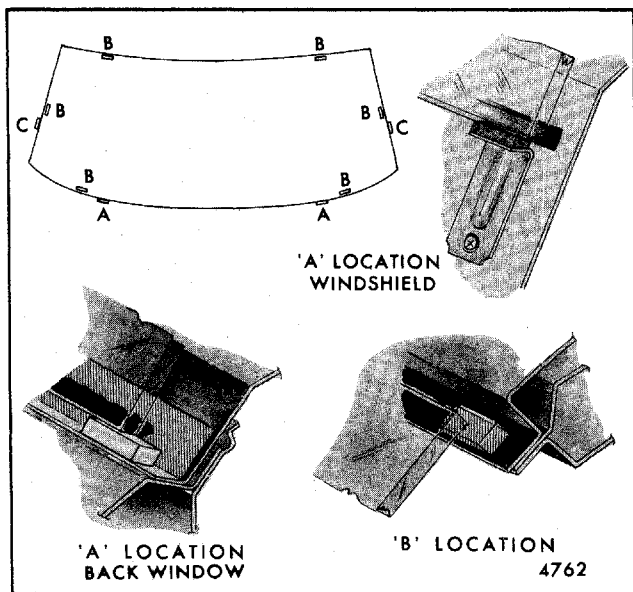 B B
B B
C C
B B
A A
'A' LOCATION
WINDSHIELD
'A' LOCATION
BACK WINDOW
'B' LOCATION
4762